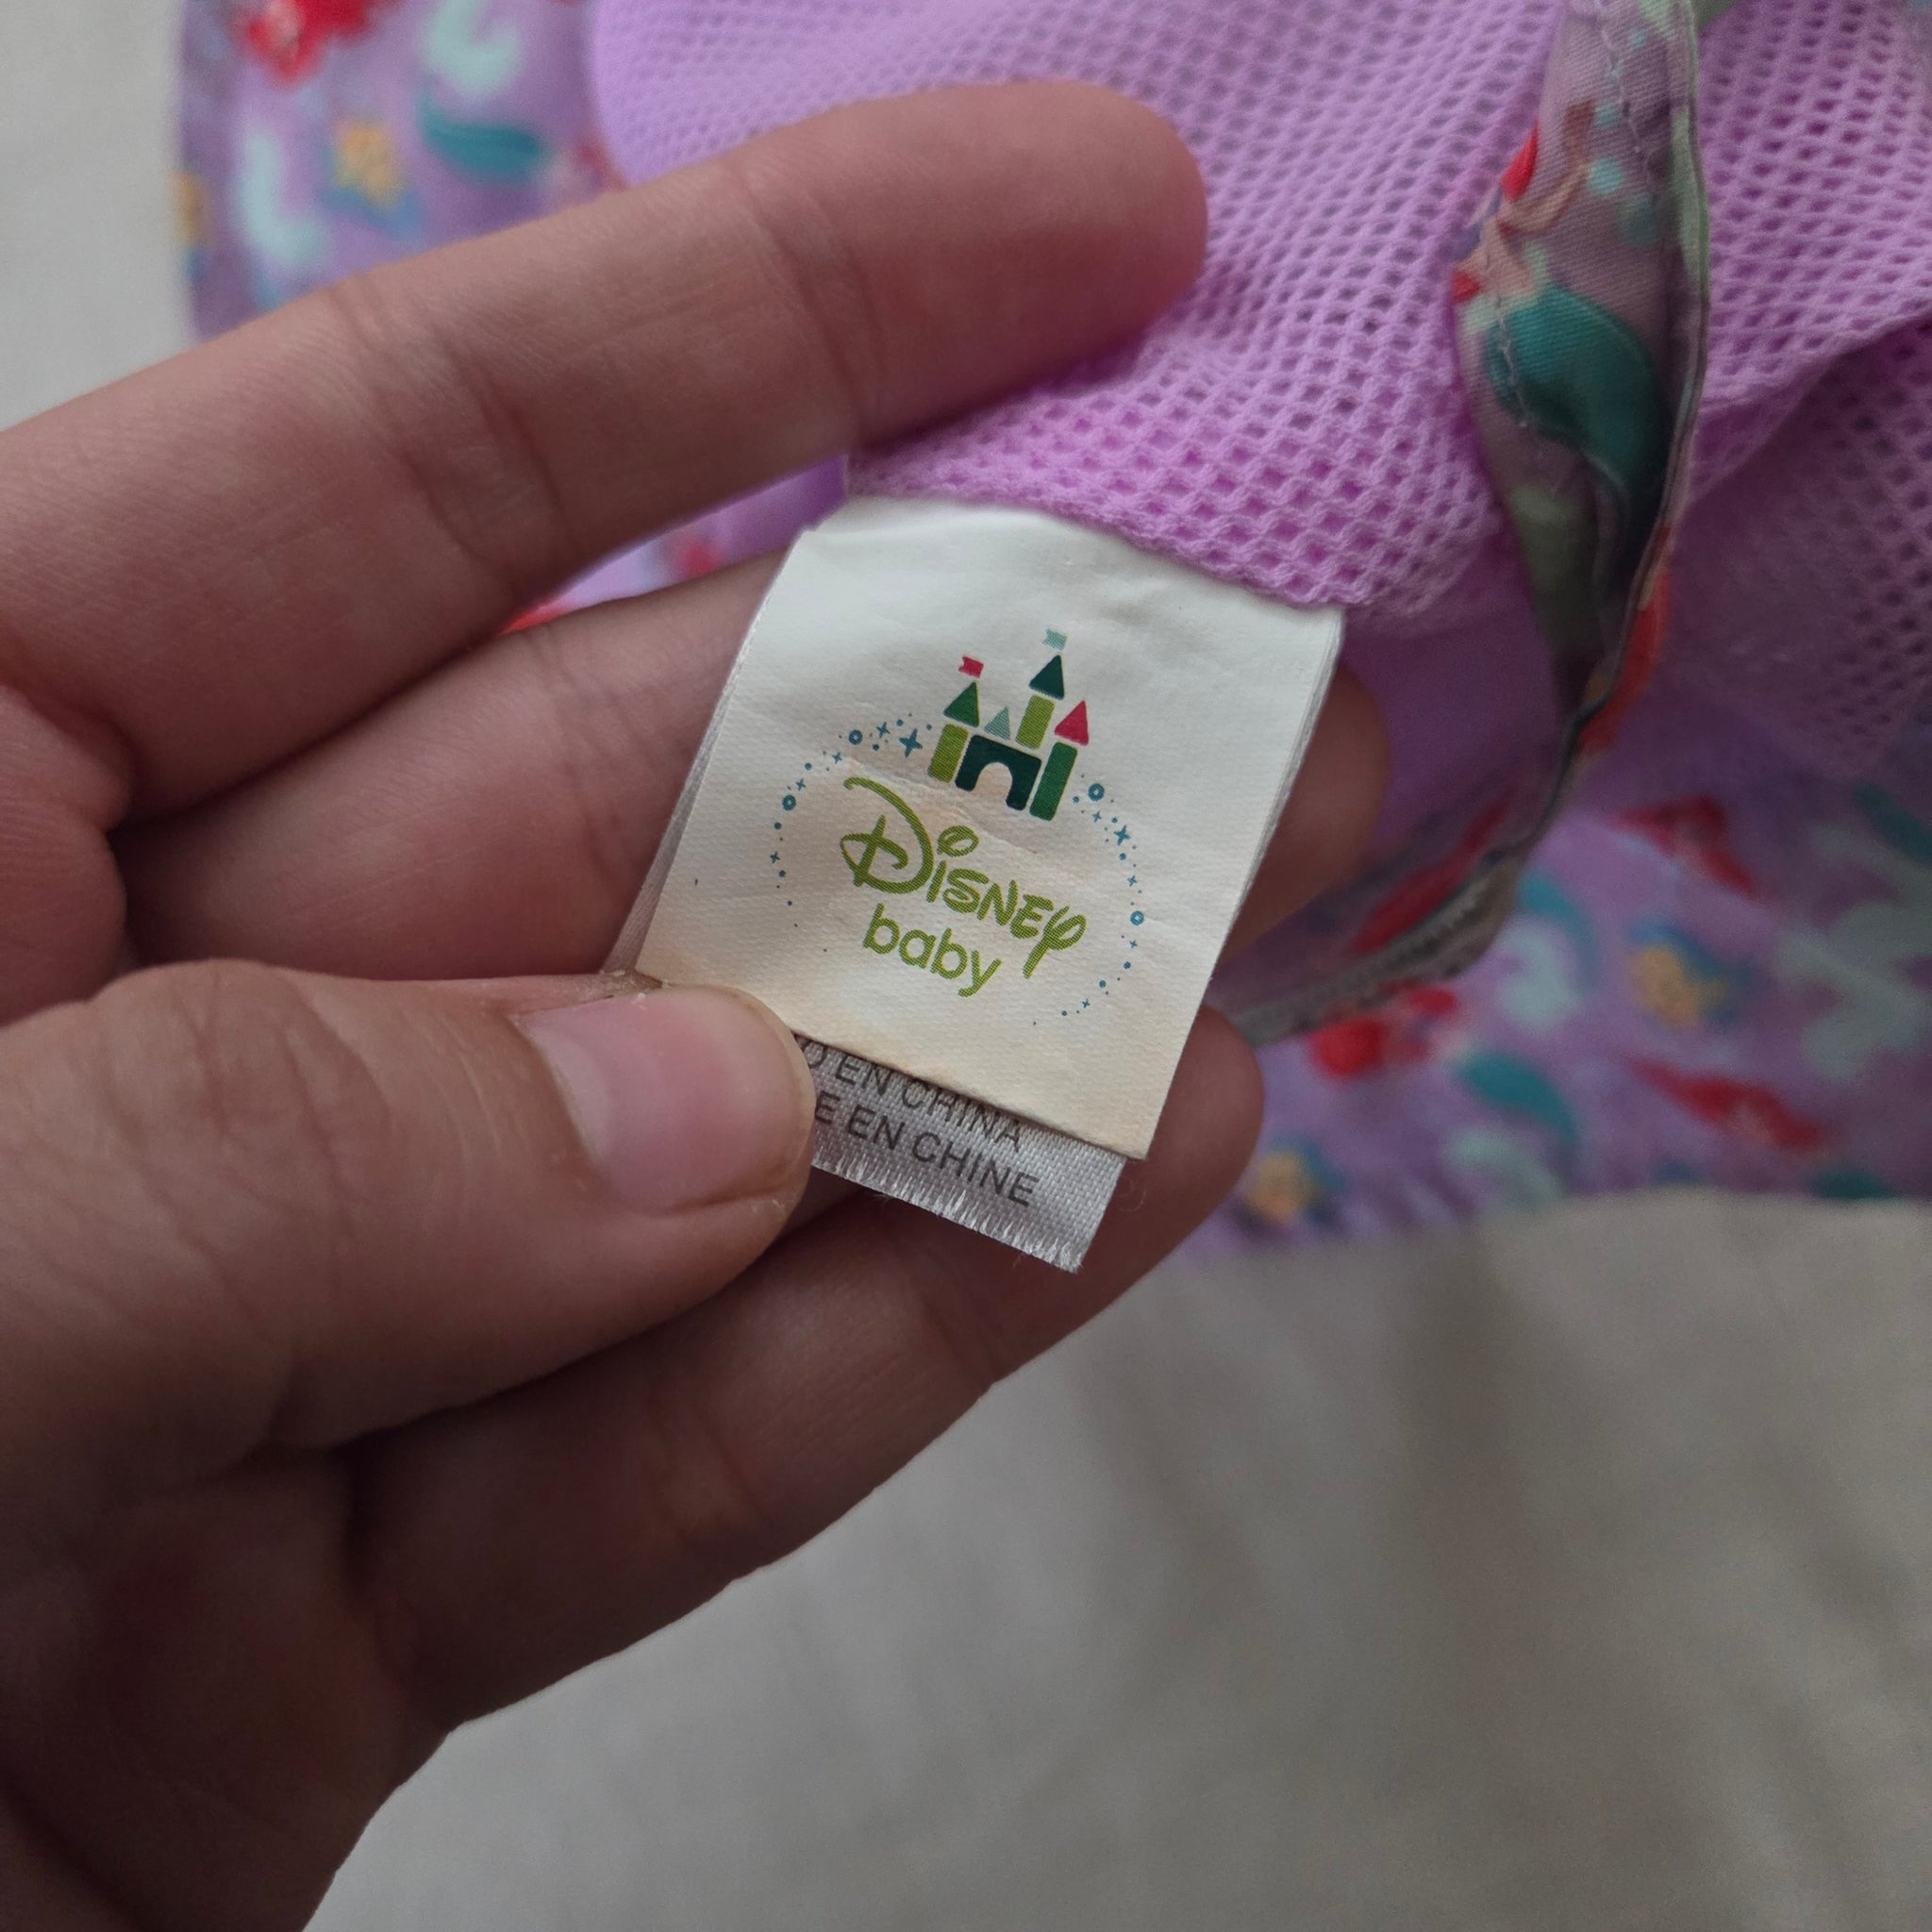 Disney
baby
O EN CHINA
E EN CHINE